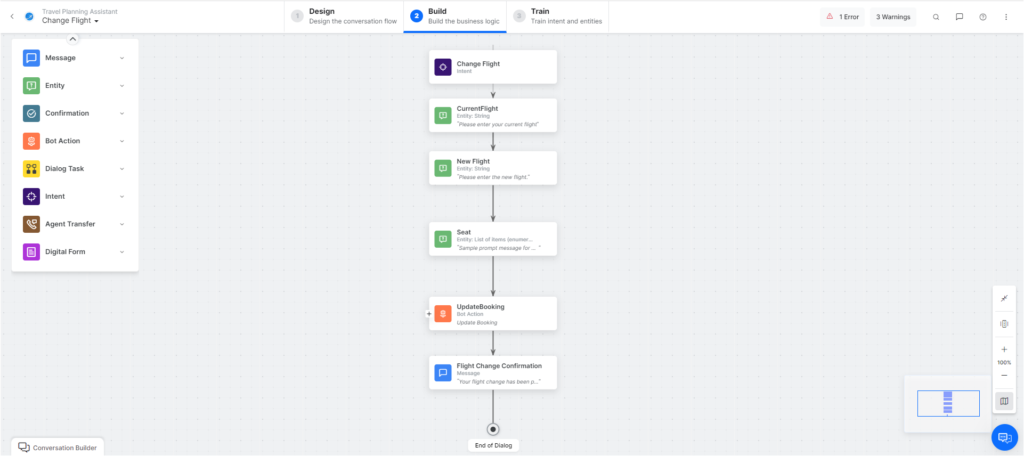 Travel Planning Assistant
Change Flight
1 Design
Design the conversation flow
2 Build
Build the business logic
3 Train
Train intent and entities
1 Error
3 Warnings
Message
Entity
Confirmation
Bot Action
Dialog Task
Intent
Agent Transfer
Digital Form
Change Flight
Intent
CurrentFlight
Entity: String
"Please enter your current flight"
New Flight
Entity: String
"Please enter the new flight."
Seat
Entity: List of Items (enumer...
"Sample prompt message for ... "
UpdateBooking
Bot Action
Update Booking
Flight Change Confirmation
Message
"Your flight change has been p..."
End of Dialog
100%
Conversation Builder